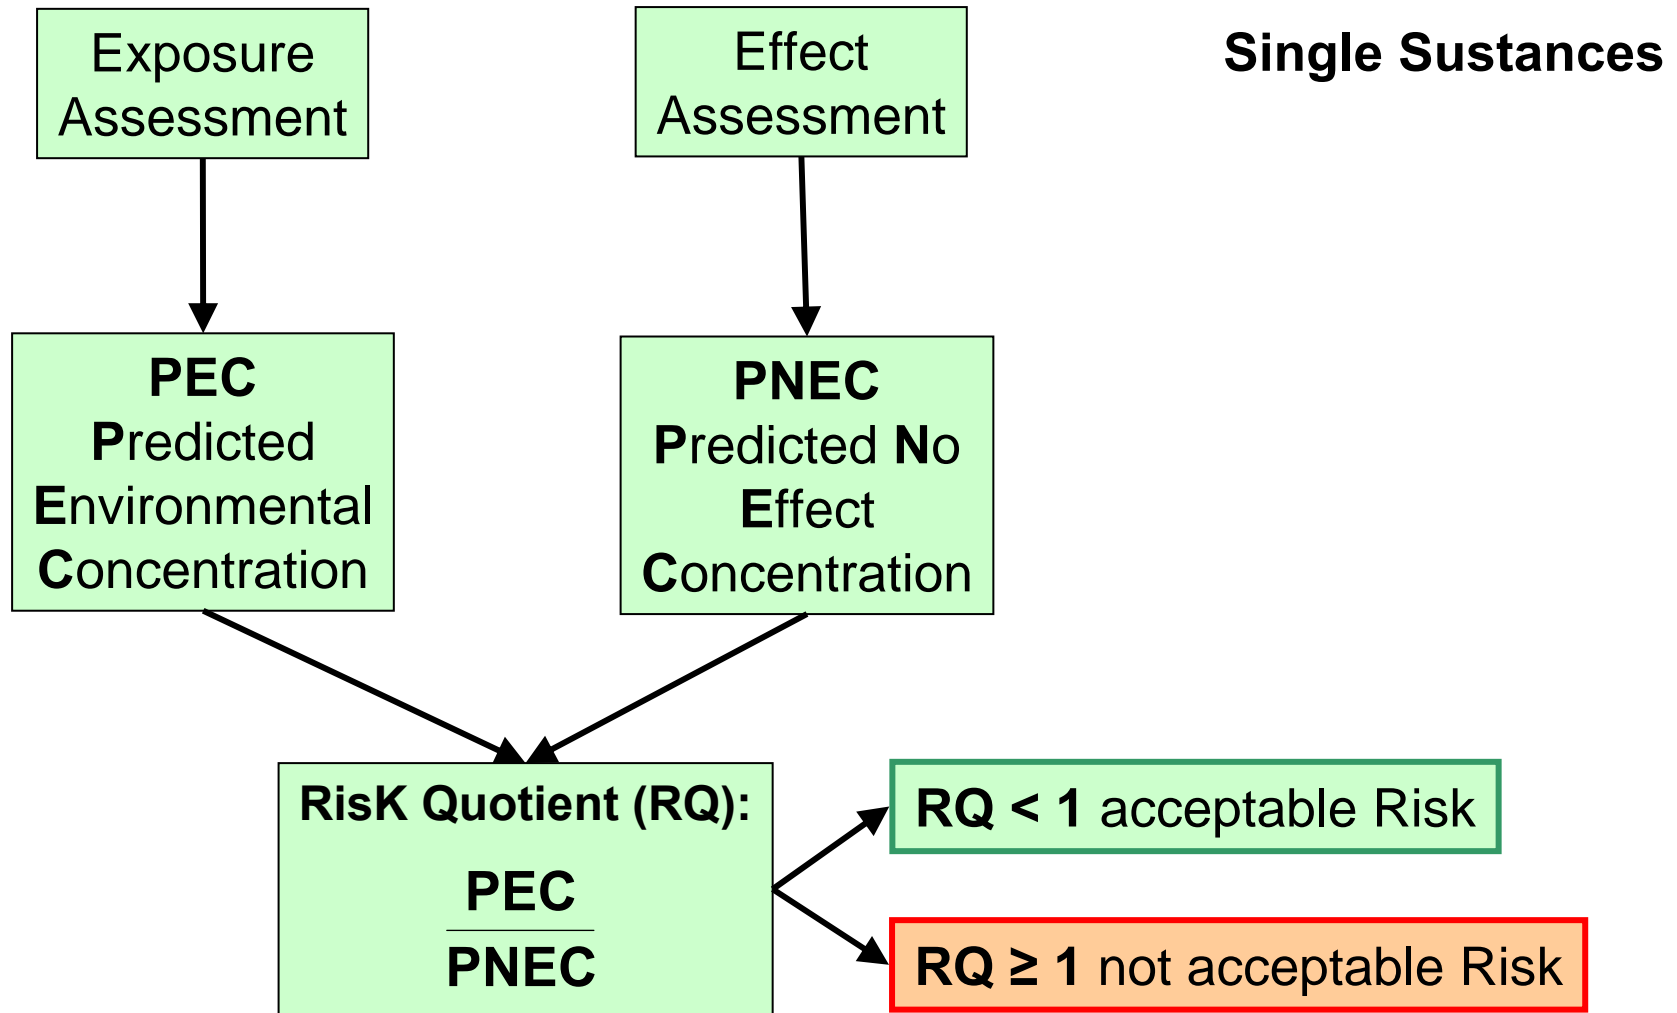 Exposure
Assessment
Effect
Assessment
Single Sustances
PEC
Predicted
Environmental
Concentration
PNEC
Predicted No
Effect
Concentration
RisK Quotient (RQ):
PEC
PNEC
RQ < 1 acceptable Risk
RQ ≥ 1 not acceptable Risk